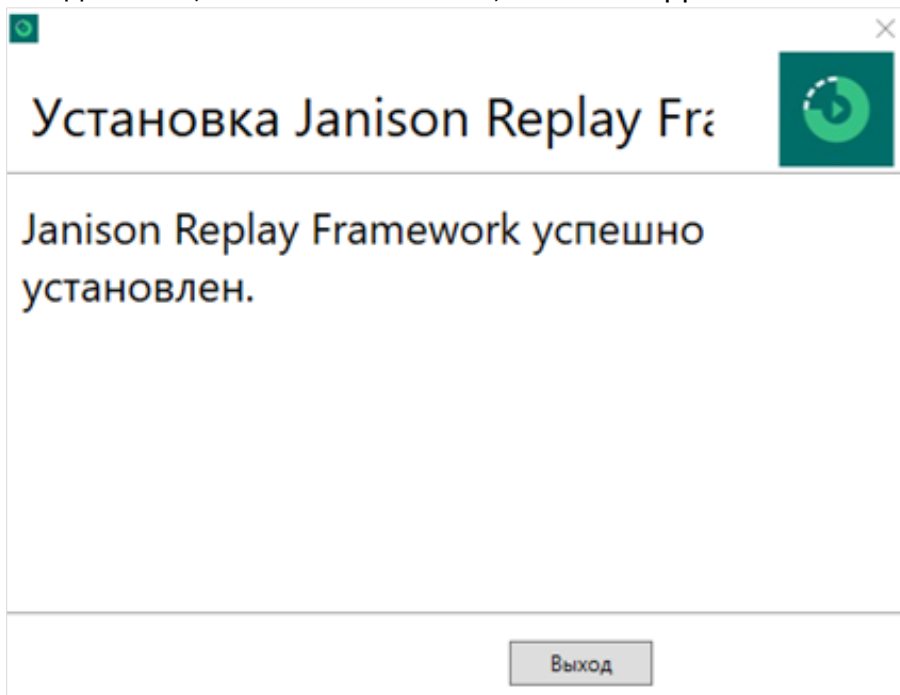 Установка Janison Replay Fra
Janison Replay Framework успешно
установлен.
Выход